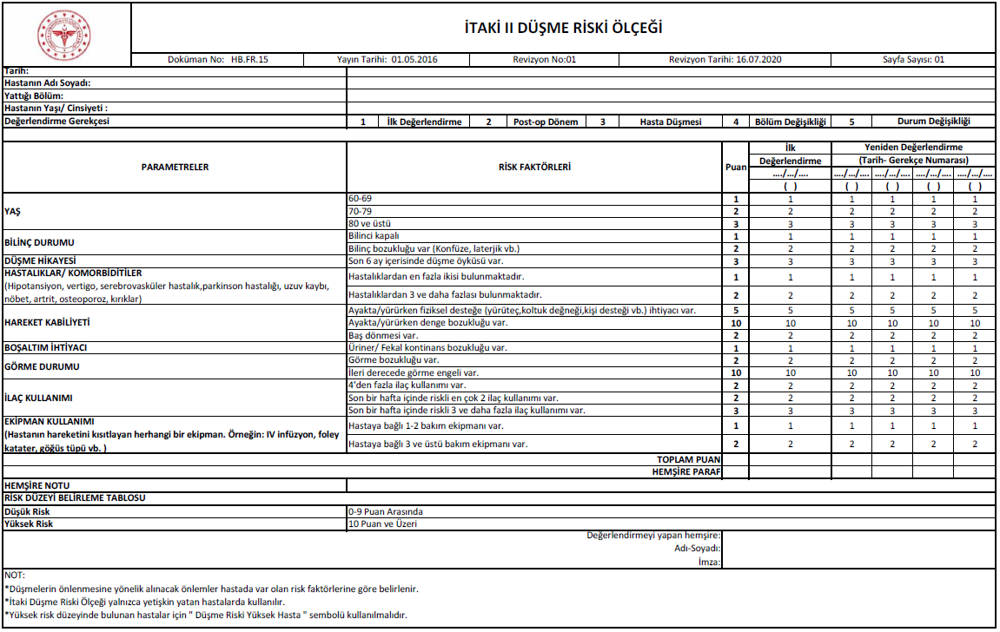 İTAKİ II DÜŞME RİSKİ ÖLÇEĞİ
Doküman No: HB.FR.15 Yayın Tarihi: 01.05.2016 Revizyon No:01 Revizyon Tarihi: 16.07.2020 Sayfa Sayısı: 01
Tarih:
Hastanın Adı Soyadı:
Yattığı Bölüm:
Hastanın Yaşı/ Cinsiyeti :
Değerlendirme Gerekçesi 1 İlk Değerlendirme 2 Post-op Dönem 3 Hasta Düşmesi 4 Bölüm Değişikliği 5 Durum Değişikliği
PARAMETRELER RİSK FAKTÖRLERİ Puan
İlk
Değerlendirme
..../.../....
( )
Yeniden Değerlendirme
(Tarih- Gerekçe Numarası)
..../.../.... ..../.../.... ..../.../.... ..../.../....
( ) ( ) ( ) ( )
YAŞ
60-69 1 1 1 1 1 1
70-79 2 2 2 2 2 2
80 ve üstü 3 3 3 3 3 3
BİLİNÇ DURUMU
Bilinci kapalı 1 1 1 1 1 1
Bilinç bozukluğu var (Konfüze, laterjik vb.) 2 2 2 2 2 2
DÜŞME HİKAYESİ Son 6 ay içerisinde düşme öyküsü var. 3 3 3 3 3 3
HASTALIKLAR/ KOMORBİDİTİLER
(Hipotansiyon, vertigo, serebrovasküler hastalık,parkinson hastalığı, uzuv kaybı,
nöbet, artrit, osteoporoz, kırıklar)
Hastalıklardan en fazla ikisi bulunmaktadır. 1 1 1 1 1 1
Hastalıklardan 3 ve daha fazlası bulunmaktadır. 2 2 2 2 2 2
HAREKET KABİLİYETİ
Ayakta/yürürken fiziksel desteğe (yürüteç,koltuk değneği,kişi desteği vb.) ihtiyacı var. 5 5 5 5 5 5
Ayakta/yürürken denge bozukluğu var. 10 10 10 10 10 10
Baş dönmesi var. 2 2 2 2 2 2
BOŞALTIM İHTİYACI Üriner/ Fekal kontinans bozukluğu var. 1 1 1 1 1 1
GÖRME DURUMU
Görme bozukluğu var. 2 2 2 2 2 2
İleri derecede görme engeli var. 10 10 10 10 10 10
İLAÇ KULLANIMI
4'den fazla ilaç kullanımı var. 2 2 2 2 2 2
Son bir hafta içinde riskli en çok 2 ilaç kullanımı var. 2 2 2 2 2 2
Son bir hafta içinde riskli 3 ve daha fazla ilaç kullanımı var. 3 3 3 3 3 3
EKİPMAN KULLANIMI
(Hastanın hareketini kısıtlayan herhangi bir ekipman. Örneğin: IV infüzyon, foley
katater, göğüs tüpü vb. )
Hastaya bağlı 1-2 bakım ekipmanı var. 1 1 1 1 1 1
Hastaya bağlı 3 ve üstü bakım ekipmanı var. 2 2 2 2 2 2
TOPLAM PUAN
HEMŞİRE PARAF
HEMŞİRE NOTU
RİSK DÜZEYİ BELİRLEME TABLOSU
Düşük Risk 0-9 Puan Arasında
Yüksek Risk 10 Puan ve Üzeri
Değerlendirmeyi yapan hemşire:
Adı-Soyadı:
İmza:
NOT:
*Düşmelerin önlenmesine yönelik alınacak önlemler hastada var olan risk faktörlerine göre belirlenir.
*İtaki Düşme Riski Ölçeği yalnızca yetişkin yatan hastalarda kullanılır.
*Yüksek risk düzeyinde bulunan hastalar için " Düşme Riski Yüksek Hasta " sembolü kullanılmalıdır.